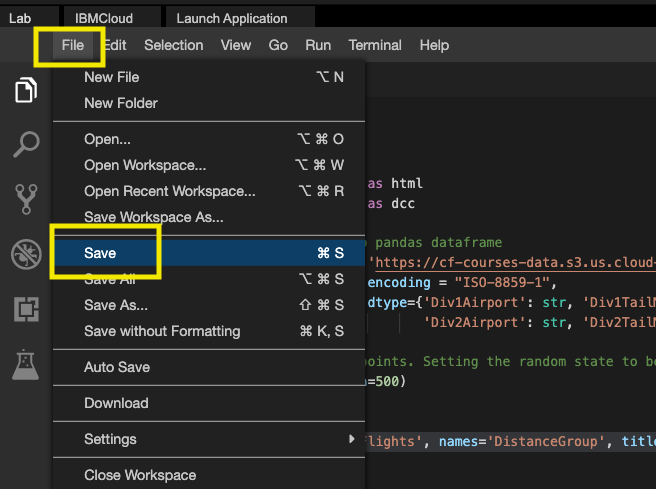 Lab IBMCloud Launch Application
File Edit Selection View Go Run Terminal Help
New File ⌥ N
New Folder
Open... ⌥ ⌘ O
Open Workspace... ⌥ ⌘ W
Open Recent Workspace... ⌥ ⌘ R
Save Workspace As...
Save ⌘ S
Save All ⌥ ⌘ S
Save As... ⇧ ⌘ S
Save without Formatting ⌘ K, S
Auto Save
Download
Settings
Close Workspace
as html
as dcc
pandas dataframe
'https://cf-courses-data.s3.us.cloud-
encoding = "ISO-8859-1",
dtype={'Div1Airport': str, 'Div1Tail
'Div2Airport': str, 'Div2Tail
oints. Setting the random state to be
=500)
flights', names='DistanceGroup', title